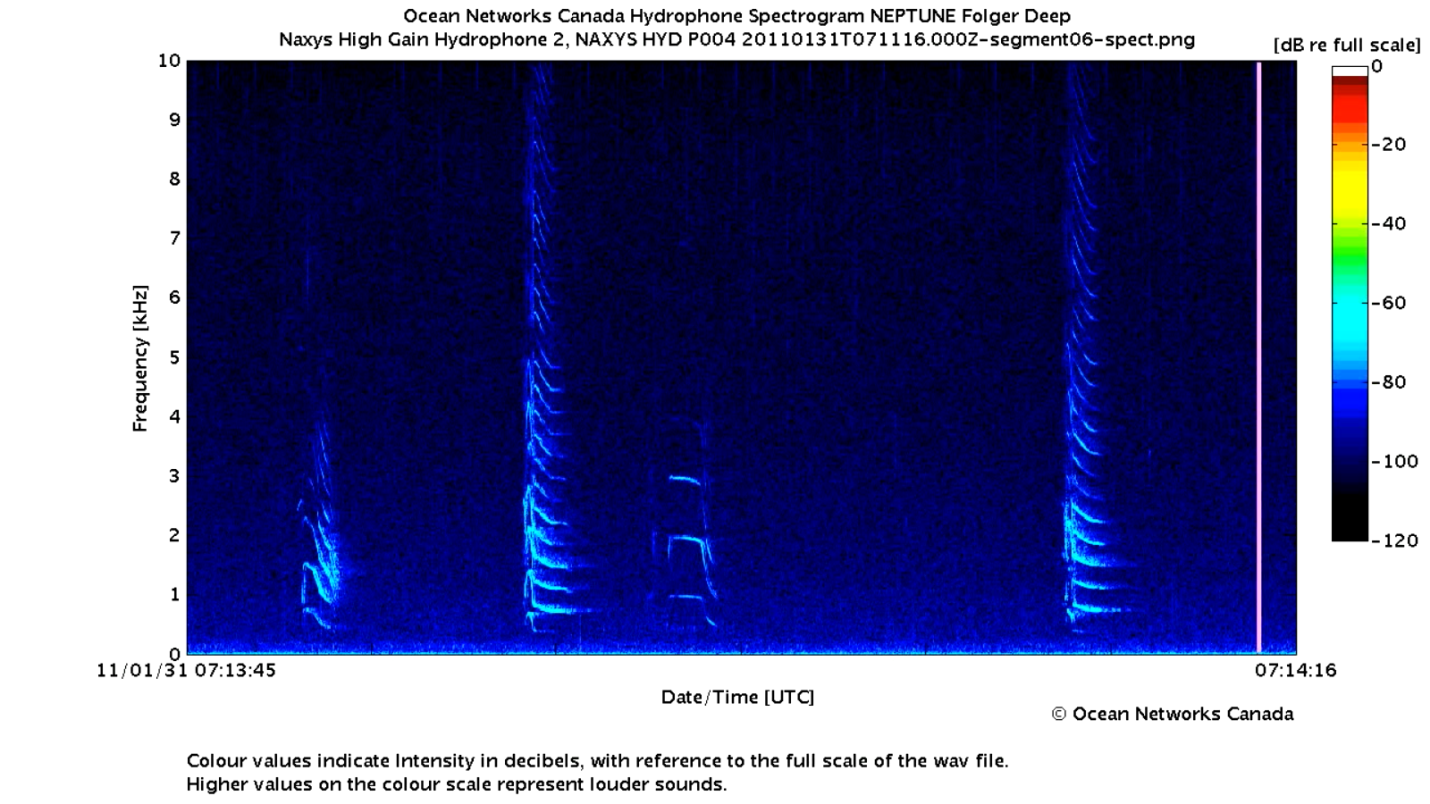 Ocean Networks Canada Hydrophone Spectrogram NEPTUNE Folger Deep
Naxys High Gain Hydrophone 2, NAXYS HYD P004 20110131T071116.000Z-segment06-spect.png
[dB re full scale]
10
9
8
7
6
5
4
3
2
1
0
Frequency [kHz]
0
-20
-40
-60
-80
-100
-120
11/01/31 07:13:45
07:14:16
Date/Time [UTC]
© Ocean Networks Canada
Colour values indicate Intensity in decibels, with reference to the full scale of the wav file.
Higher values on the colour scale represent louder sounds.